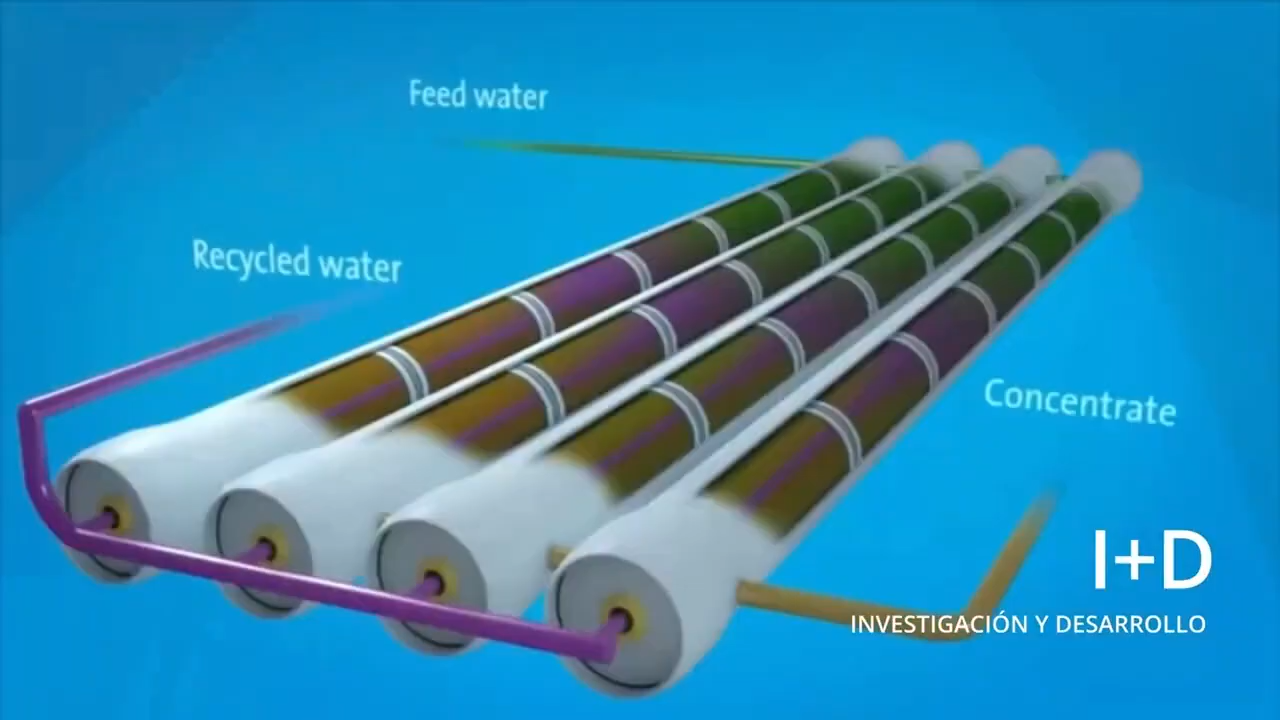 Feed water
Recycled water
Concentrate
I+D
INVESTIGACIÓN Y DESARROLLO